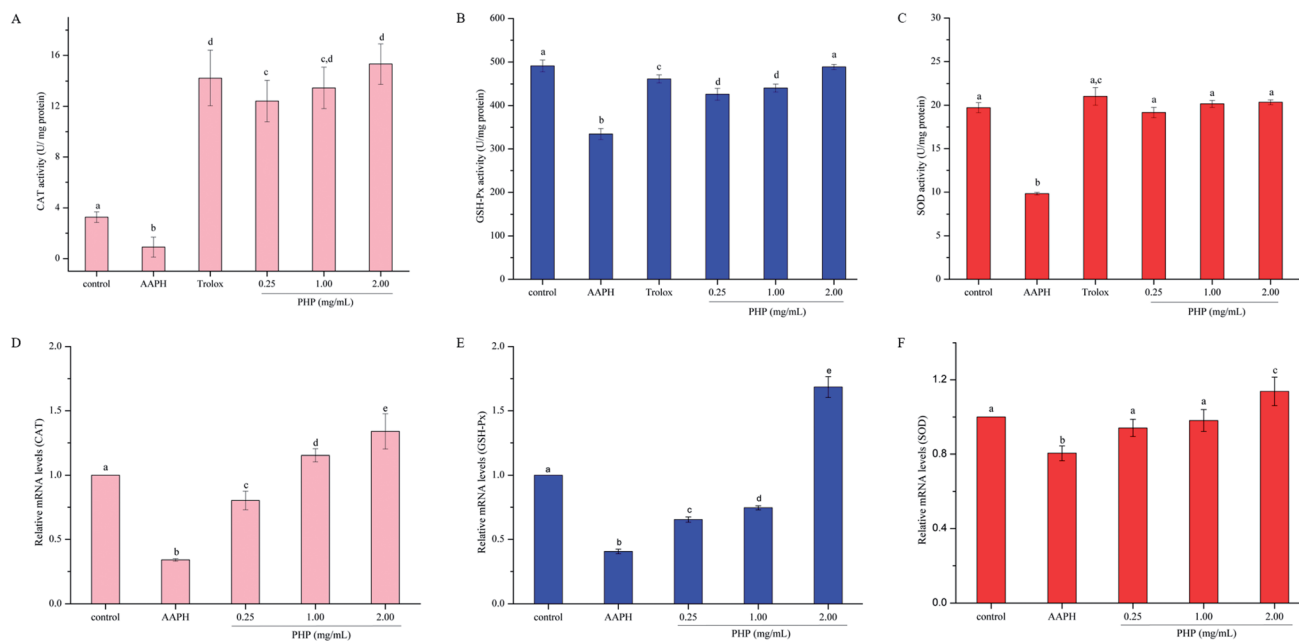 A
CAT activity (U/ mg protein)
16
12
8
4
0
a
b
d
c
c,d
d
control
AAPH
Trolox
0.25
1.00
2.00
PHP (mg/mL)
B
GSH-Px activity (U/mg protein)
600
500
400
300
200
100
0
a
b
c
d
d
a
control
AAPH
Trolox
0.25
1.00
2.00
PHP (mg/mL)
C
SOD activity (U/mg protein)
30
25
20
15
10
5
0
a
b
a,c
a
a
a
control
AAPH
Trolox
0.25
1.00
2.00
PHP (mg/mL)
D
Relative mRNA levels (CAT)
2.0
1.5
1.0
0.5
0.0
a
b
c
d
e
control
AAPH
0.25
1.00
2.00
PHP (mg/mL)
E
Relative mRNA levels (GSH-Px)
2.0
1.5
1.0
0.5
0.0
a
b
c
d
e
control
AAPH
0.25
1.00
2.00
PHP (mg/mL)
F
Relative mRNA levels (SOD)
1.2
0.8
0.4
0.0
a
b
a
a
c
control
AAPH
0.25
1.00
2.00
PHP (mg/mL)